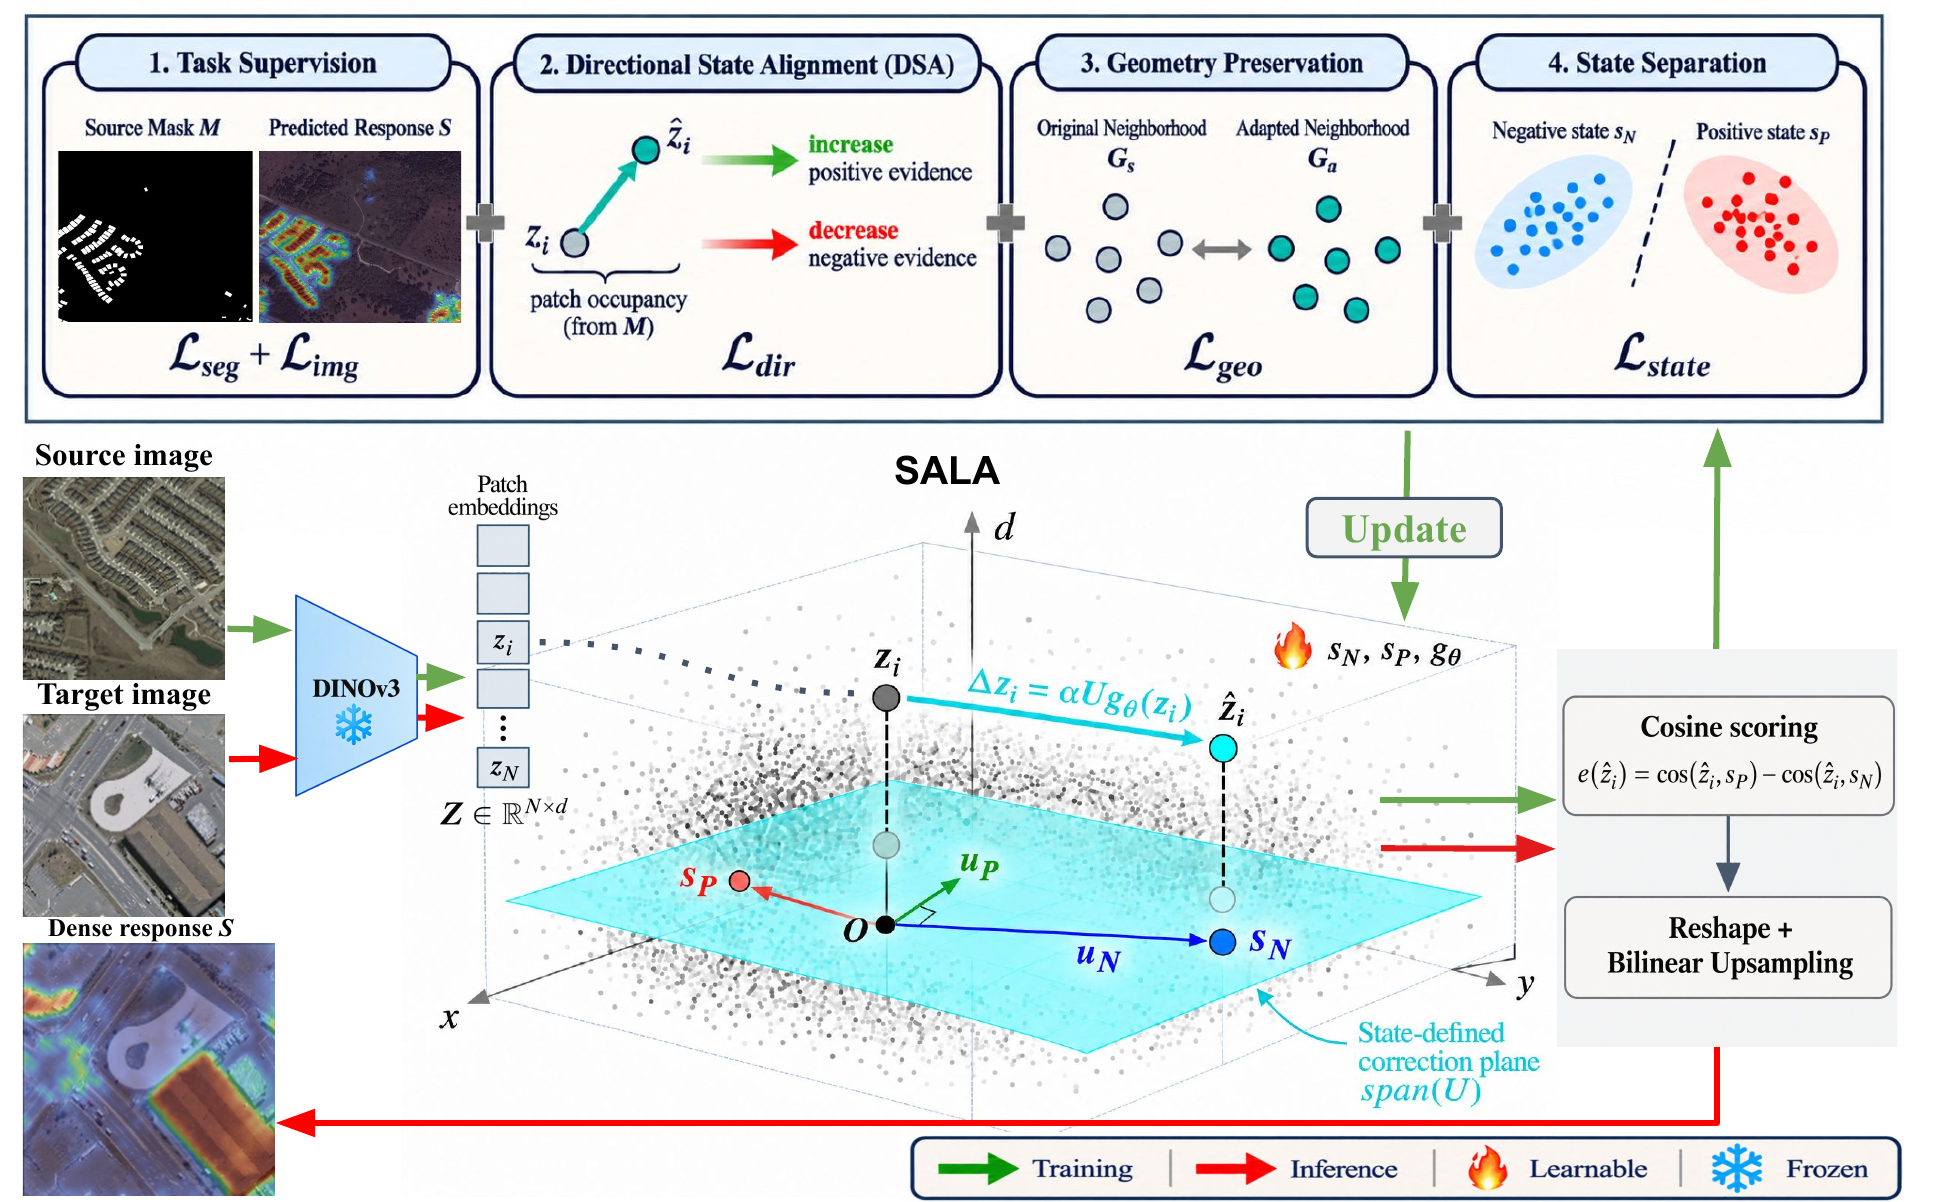 1. Task Supervision
Source Mask M
Predicted Response S
ℒseg + ℒimg
2. Directional State Alignment (DSA)
ẑi
zi
increase
positive evidence
decrease
negative evidence
patch occupancy
(from M)
ℒdir
3. Geometry Preservation
Original Neighborhood
Gs
Adapted Neighborhood
Ga
ℒgeo
4. State Separation
Negative state sN
Positive state sP
ℒstate
Source image
Target image
Dense response S
DINOv3
Patch
embeddings
zi
⋮
zN
Z ∈ ℝN×d
SALA
d
zi
Δzi = αUgθ(zi)
ẑi
Update
sN, sP, gθ
sP
uP
O
uN
sN
x
y
State-defined
correction plane
span(U)
Cosine scoring
e(ẑi) = cos(ẑi, sP) − cos(ẑi, sN)
Reshape +
Bilinear Upsampling
Training
Inference
Learnable
Frozen